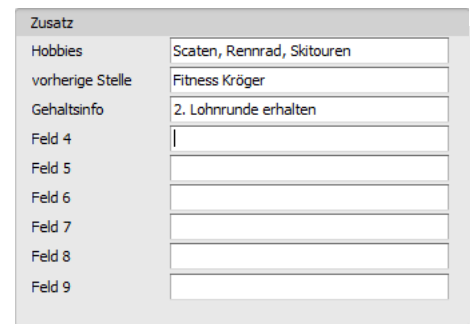 Zusatz
Hobbies Scaten, Rennrad, Skitouren
vorherige Stelle Fitness Kröger
Gehaltsinfo 2. Lohnrunde erhalten
Feld 4
Feld 5
Feld 6
Feld 7
Feld 8
Feld 9